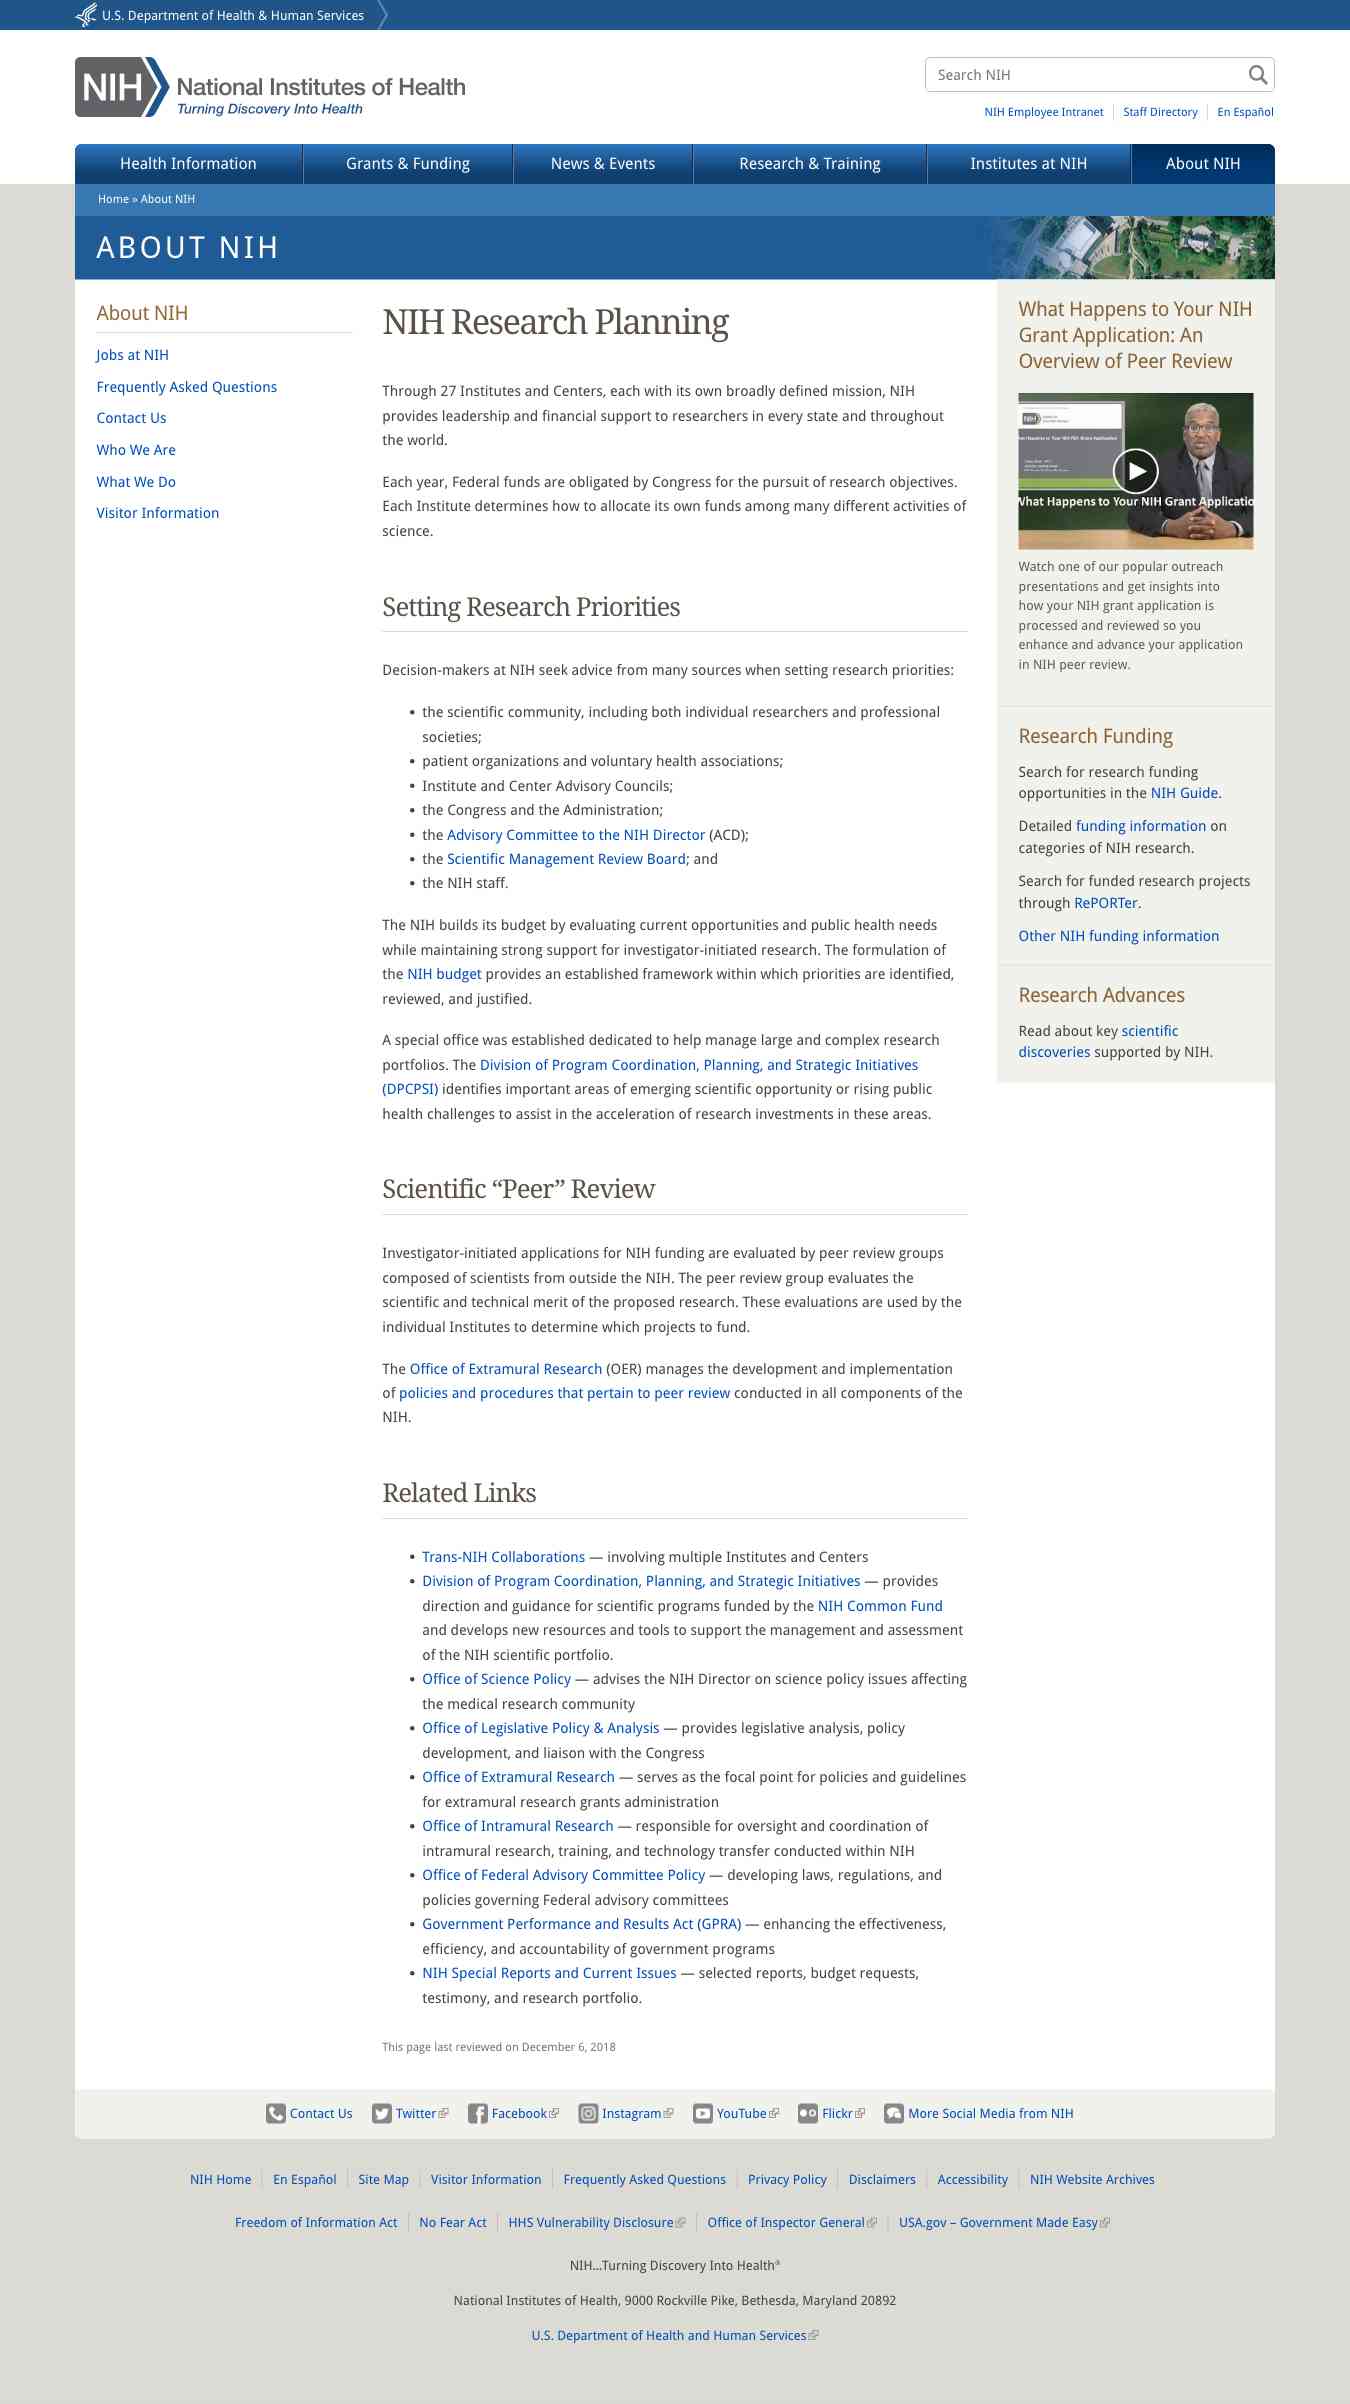 U.S. Department of Health & Human Services
NIH
National Institutes of Health
Turning Discovery Into Health
Search NIH
NIH Employee Intranet
Staff Directory
En Español
Health Information
Grants & Funding
News & Events
Research & Training
Institutes at NIH
About NIH
Home » About NIH
ABOUT NIH
About NIH
Jobs at NIH
Frequently Asked Questions
Contact Us
Who We Are
What We Do
Visitor Information
NIH Research Planning
Through 27 Institutes and Centers, each with its own broadly defined mission, NIH
provides leadership and financial support to researchers in every state and throughout
the world.
Each year, Federal funds are obligated by Congress for the pursuit of research objectives.
Each Institute determines how to allocate its own funds among many different activities of
science.
Setting Research Priorities
Decision-makers at NIH seek advice from many sources when setting research priorities:
• the scientific community, including both individual researchers and professional
societies;
• patient organizations and voluntary health associations;
• Institute and Center Advisory Councils;
• the Congress and the Administration;
• the Advisory Committee to the NIH Director (ACD);
• the Scientific Management Review Board; and
• the NIH staff.
The NIH builds its budget by evaluating current opportunities and public health needs
while maintaining strong support for investigator-initiated research. The formulation of
the NIH budget provides an established framework within which priorities are identified,
reviewed, and justified.
A special office was established dedicated to help manage large and complex research
portfolios. The Division of Program Coordination, Planning, and Strategic Initiatives
(DPCPSI) identifies important areas of emerging scientific opportunity or rising public
health challenges to assist in the acceleration of research investments in these areas.
Scientific “Peer” Review
Investigator-initiated applications for NIH funding are evaluated by peer review groups
composed of scientists from outside the NIH. The peer review group evaluates the
scientific and technical merit of the proposed research. These evaluations are used by the
individual Institutes to determine which projects to fund.
The Office of Extramural Research (OER) manages the development and implementation
of policies and procedures that pertain to peer review conducted in all components of the
NIH.
Related Links
• Trans-NIH Collaborations — involving multiple Institutes and Centers
• Division of Program Coordination, Planning, and Strategic Initiatives — provides
direction and guidance for scientific programs funded by the NIH Common Fund
and develops new resources and tools to support the management and assessment
of the NIH scientific portfolio.
• Office of Science Policy — advises the NIH Director on science policy issues affecting
the medical research community
• Office of Legislative Policy & Analysis — provides legislative analysis, policy
development, and liaison with the Congress
• Office of Extramural Research — serves as the focal point for policies and guidelines
for extramural research grants administration
• Office of Intramural Research — responsible for oversight and coordination of
intramural research, training, and technology transfer conducted within NIH
• Office of Federal Advisory Committee Policy — developing laws, regulations, and
policies governing Federal advisory committees
• Government Performance and Results Act (GPRA) — enhancing the effectiveness,
efficiency, and accountability of government programs
• NIH Special Reports and Current Issues — selected reports, budget requests,
testimony, and research portfolio.
This page last reviewed on December 6, 2018
What Happens to Your NIH
Grant Application: An
Overview of Peer Review
What Happens to Your NIH Grant Applicatio
Watch one of our popular outreach
presentations and get insights into
how your NIH grant application is
processed and reviewed so you
enhance and advance your application
in NIH peer review.
Research Funding
Search for research funding
opportunities in the NIH Guide.
Detailed funding information on
categories of NIH research.
Search for funded research projects
through RePORTer.
Other NIH funding information
Research Advances
Read about key scientific
discoveries supported by NIH.
Contact Us
Twitter
Facebook
Instagram
YouTube
Flickr
More Social Media from NIH
NIH Home
En Español
Site Map
Visitor Information
Frequently Asked Questions
Privacy Policy
Disclaimers
Accessibility
NIH Website Archives
Freedom of Information Act
No Fear Act
HHS Vulnerability Disclosure
Office of Inspector General
USA.gov – Government Made Easy
NIH...Turning Discovery Into Health®
National Institutes of Health, 9000 Rockville Pike, Bethesda, Maryland 20892
U.S. Department of Health and Human Services